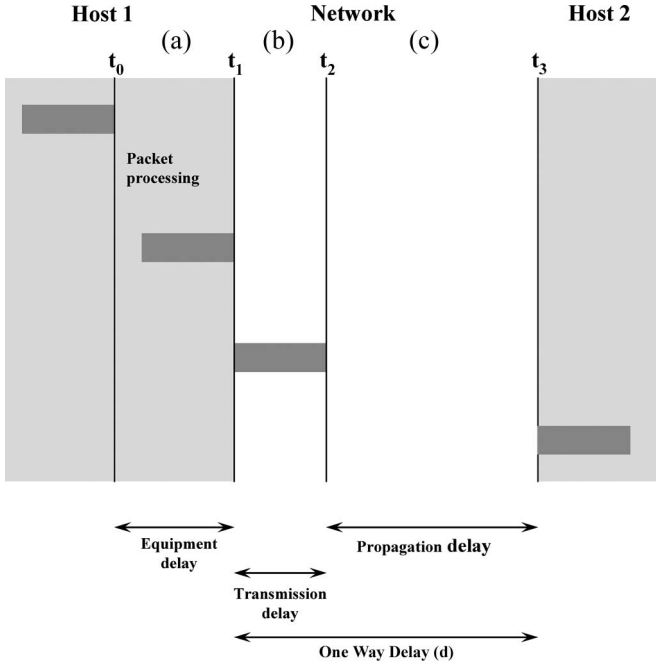 Host 1 Network Host 2
(a) (b) (c)
t0 t1 t2 t3
Packet
processing
Equipment
delay
Propagation delay
Transmission
delay
One Way Delay (d)